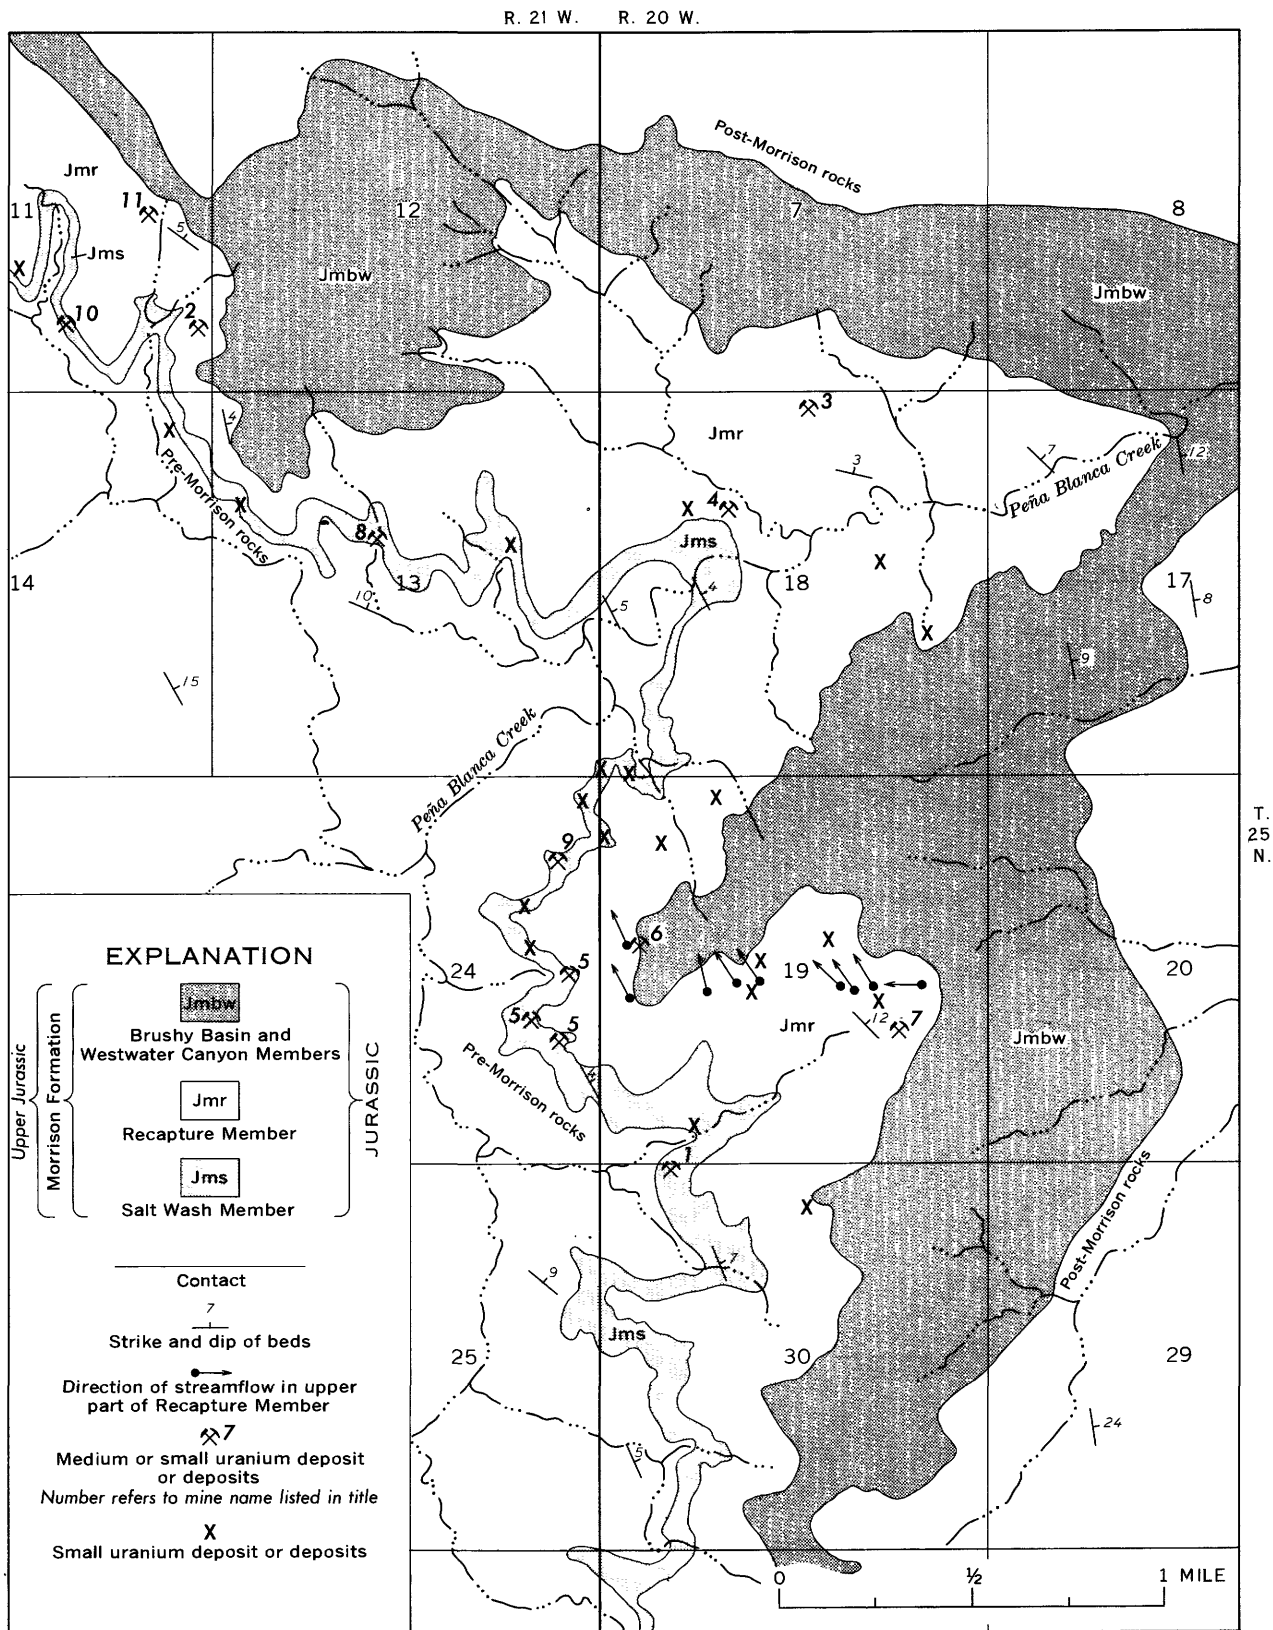 R. 21 W. R. 20 W.
Post-Morrison rocks
Jmr
11
11
12
7
8
5
Jms
Jmbw
Jmbw
X
10
2
3
4
Jmr
7
12
X
Peña Blanca Creek
3
Pre-Morrison rocks
X
X
4
8
X
Jms
X
14
13
18
17
10
5
4
8
X
9
15
Peña Blanca Creek
X
X
X
X
T.
25
N.
9
X
X
X
6
X
X
5
24
X
19
20
X
X
5
5
12
7
Jmr
Jmbw
Pre-Morrison rocks
4
X
1
Post-Morrison rocks
X
7
9
Jms
25
30
29
24
5
0 ½ 1 MILE
EXPLANATION
Jmbw
Brushy Basin and
Westwater Canyon Members
Jmr
Recapture Member
Jms
Salt Wash Member
Upper Jurassic
Morrison Formation
JURASSIC
Contact
7
Strike and dip of beds
Direction of streamflow in upper
part of Recapture Member
7
Medium or small uranium deposit
or deposits
Number refers to mine name listed in title
X
Small uranium deposit or deposits